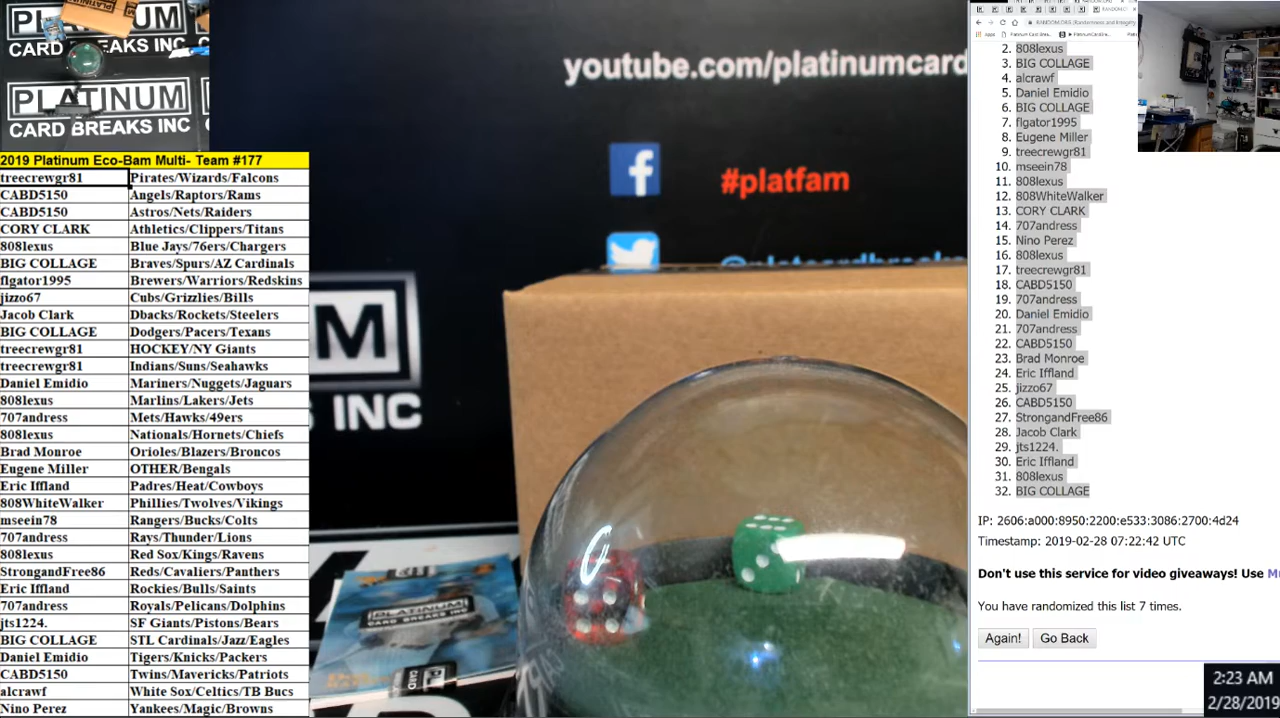 PLATINUM
CARD BREAKS INC
PLATINUM
CARD BREAKS INC
2019 Platinum Eco-Bam Multi- Team #177
treecrewgr81 Pirates/Wizards/Falcons
CABD5150 Angels/Raptors/Rams
CABD5150 Astros/Nets/Raiders
CORY CLARK Athletics/Clippers/Titans
808lexus Blue Jays/76ers/Chargers
BIG COLLAGE Braves/Spurs/AZ Cardinals
flgator1995 Brewers/Warriors/Redskins
jizzo67 Cubs/Grizzlies/Bills
Jacob Clark Dbacks/Rockets/Steelers
BIG COLLAGE Dodgers/Pacers/Texans
treecrewgr81 HOCKEY/NY Giants
treecrewgr81 Indians/Suns/Seahawks
Daniel Emidio Mariners/Nuggets/Jaguars
808lexus Marlins/Lakers/Jets
707andress Mets/Hawks/49ers
808lexus Nationals/Hornets/Chiefs
Brad Monroe Orioles/Blazers/Broncos
Eugene Miller OTHER/Bengals
Eric Iffland Padres/Heat/Cowboys
808WhiteWalker Phillies/Twolves/Vikings
mseein78 Rangers/Bucks/Colts
707andress Rays/Thunder/Lions
808lexus Red Sox/Kings/Ravens
StrongandFree86 Reds/Cavaliers/Panthers
Eric Iffland Rockies/Bulls/Saints
707andress Royals/Pelicans/Dolphins
jts1224. SF Giants/Pistons/Bears
BIG COLLAGE STL Cardinals/Jazz/Eagles
Daniel Emidio Tigers/Knicks/Packers
CABD5150 Twins/Mavericks/Patriots
alcrawf White Sox/Celtics/TB Bucs
Nino Perez Yankees/Magic/Browns
youtube.com/platinumcard
#platfam
@platcardbreaks
M
INC
PLATINUM
2. 808lexus
3. BIG COLLAGE
4. alcrawf
5. Daniel Emidio
6. BIG COLLAGE
7. flgator1995
8. Eugene Miller
9. treecrewgr81
10. mseein78
11. 808lexus
12. 808WhiteWalker
13. CORY CLARK
14. 707andress
15. Nino Perez
16. 808lexus
17. treecrewgr81
18. CABD5150
19. 707andress
20. Daniel Emidio
21. 707andress
22. CABD5150
23. Brad Monroe
24. Eric Iffland
25. jizzo67
26. CABD5150
27. StrongandFree86
28. Jacob Clark
29. jts1224.
30. Eric Iffland
31. 808lexus
32. BIG COLLAGE
IP: 2606:a000:8950:2200:e533:3086:2700:4d24
Timestamp: 2019-02-28 07:22:42 UTC
Don't use this service for video giveaways! Use
You have randomized this list 7 times.
Again! Go Back
2:23 AM
2/28/2019